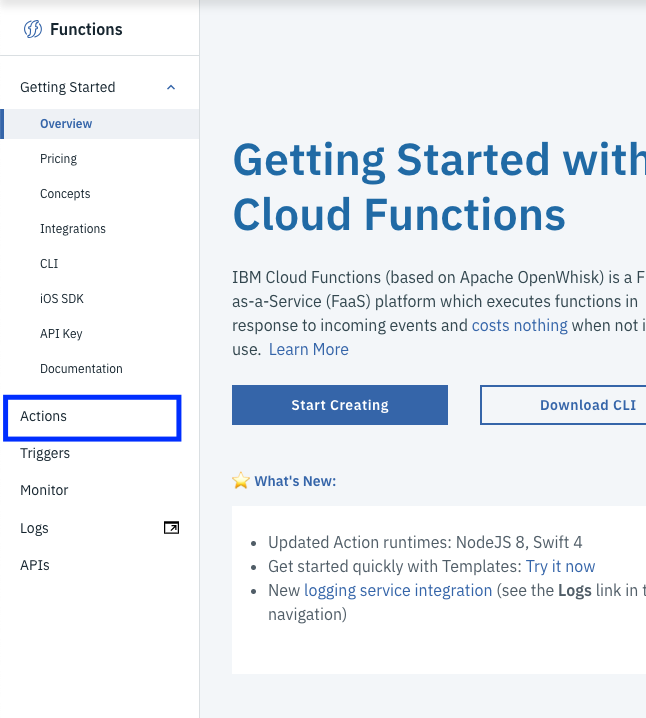 Functions
Getting Started
Overview
Pricing
Concepts
Integrations
CLI
iOS SDK
API Key
Documentation
Actions
Triggers
Monitor
Logs
APIs
Getting Started with
Cloud Functions
IBM Cloud Functions (based on Apache OpenWhisk) is a F
as-a-Service (FaaS) platform which executes functions in
response to incoming events and costs nothing when not i
use. Learn More
Start Creating
Download CLI
What's New:
• Updated Action runtimes: NodeJS 8, Swift 4
• Get started quickly with Templates: Try it now
• New logging service integration (see the Logs link in t
navigation)